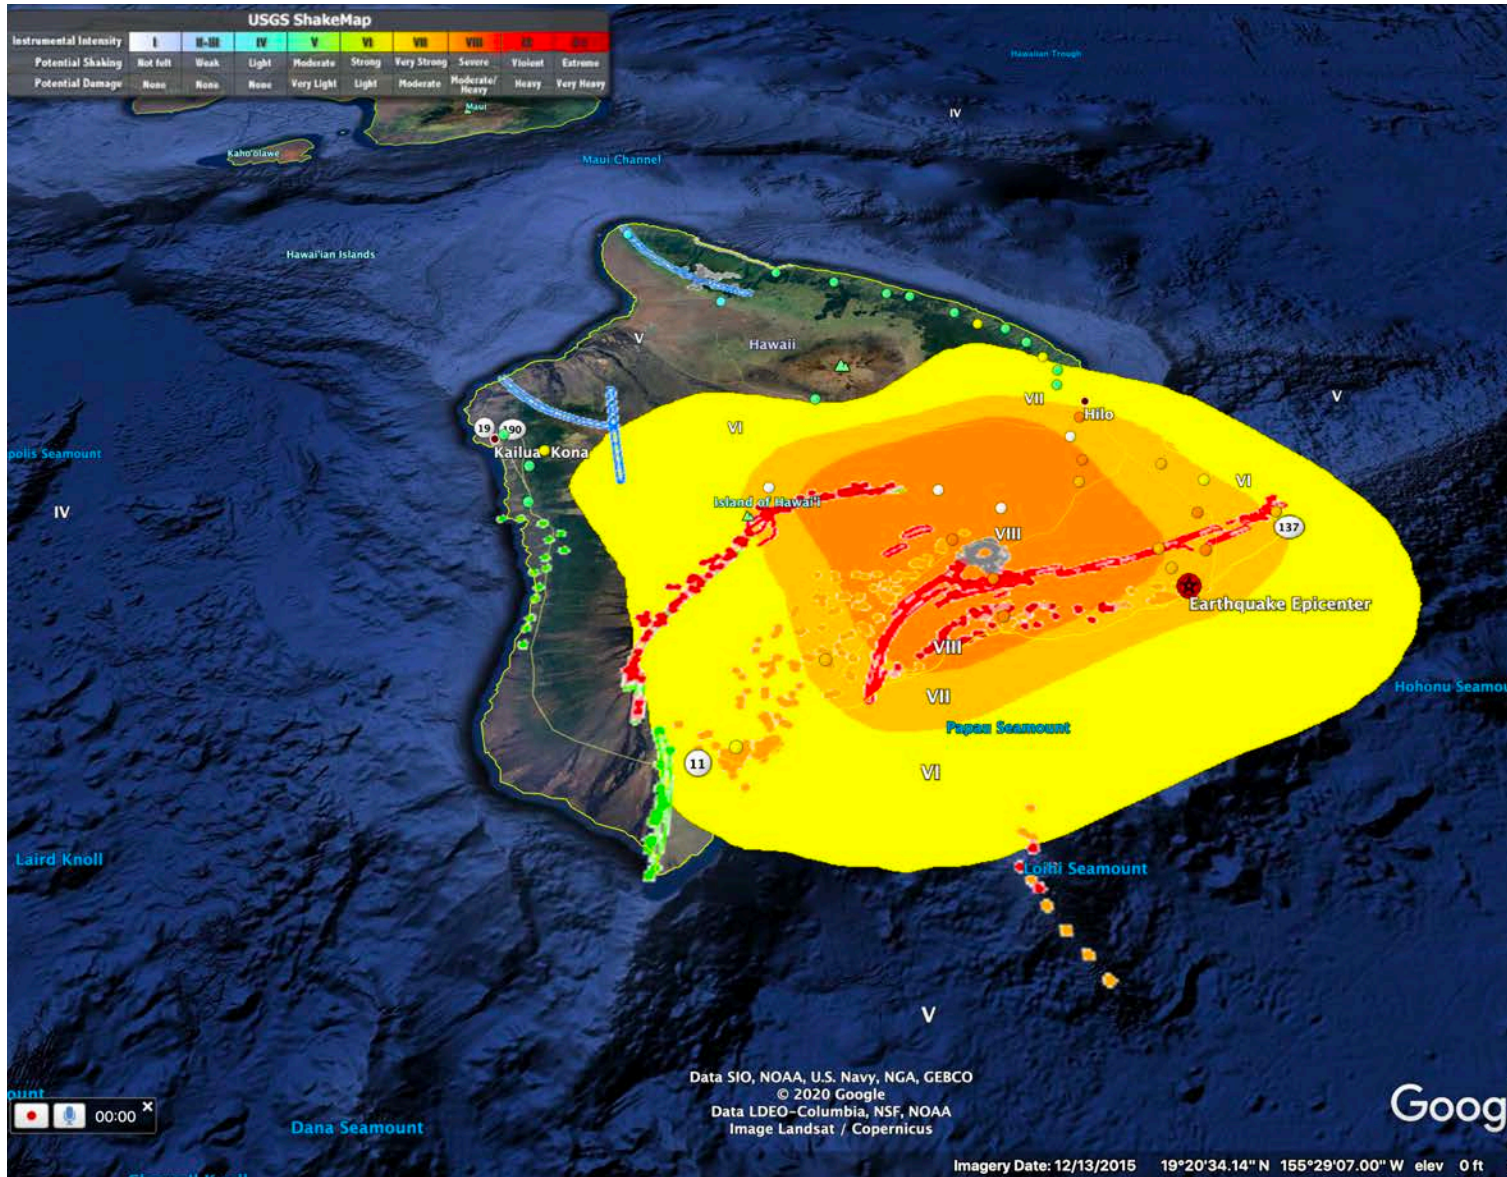 USGS ShakeMap
Instrumental Intensity I II-III IV V VI VII VIII IX
Potential Shaking Not felt Weak Light Moderate Strong Very Strong Severe Violent Extreme
Potential Damage None None None Very Light Light Moderate Moderate/Heavy Heavy Very Heavy
Hawaiian Trough
Maui
IV
Kaho'olawe
Maui Channel
Hawai'ian Islands
V
Hawaii
VII
V
Hilo
19
190
VI
Kailua Kona
polis Seamount
VI
Island of Hawai'i
IV
VIII
137
Earthquake Epicenter
VIII
VII
Hohonu Seamou
Papau Seamount
11
VI
Laird Knoll
Loihi Seamount
V
Data SIO, NOAA, U.S. Navy, NGA, GEBCO
© 2020 Google
Data LDEO-Columbia, NSF, NOAA
Image Landsat / Copernicus
ount
00:00
Goog
Dana Seamount
Imagery Date: 12/13/2015 19°20'34.14" N 155°29'07.00" W elev 0 ft